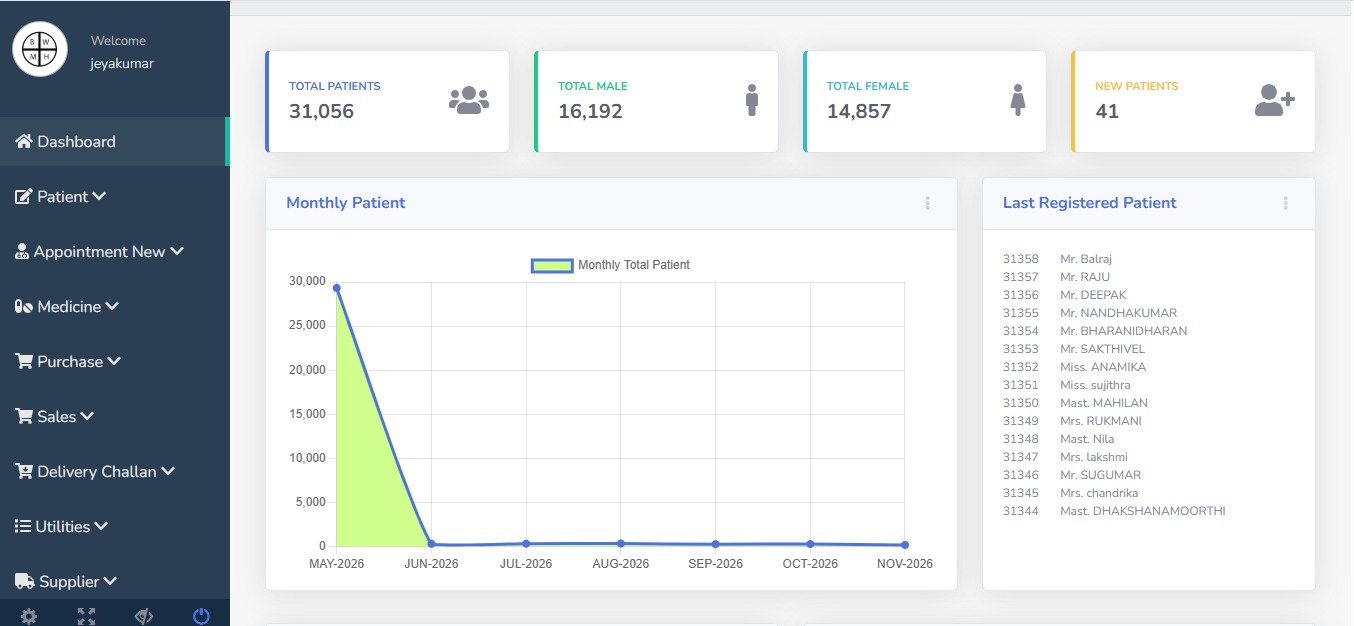 B W
M H
Welcome
jeyakumar
Dashboard
Patient
Appointment New
Medicine
Purchase
Sales
Delivery Challan
Utilities
Supplier
TOTAL PATIENTS
31,056
TOTAL MALE
16,192
TOTAL FEMALE
14,857
NEW PATIENTS
41
Monthly Patient
Monthly Total Patient
30,000
25,000
20,000
15,000
10,000
5,000
0
MAY-2026 JUN-2026 JUL-2026 AUG-2026 SEP-2026 OCT-2026 NOV-2026
Last Registered Patient
31358 Mr. Balraj
31357 Mr. RAJU
31356 Mr. DEEPAK
31355 Mr. NANDHAKUMAR
31354 Mr. BHARANIDHARAN
31353 Mr. SAKTHIVEL
31352 Miss. ANAMIKA
31351 Miss. sujithra
31350 Mast. MAHILAN
31349 Mrs. RUKMANI
31348 Mast. Nila
31347 Mrs. lakshmi
31346 Mr. SUGUMAR
31345 Mrs. chandrika
31344 Mast. DHAKSHANAMOORTHI